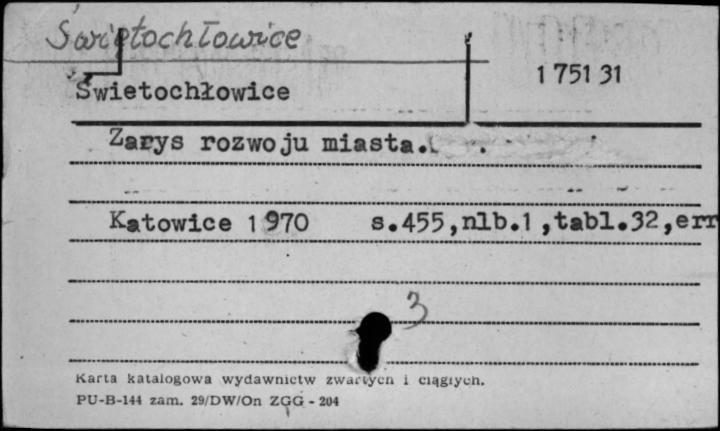 Świętochłowice
1 751 31
Świetochłowice
Zarys rozwoju miasta.
Katowice 1970 s.455,nlb.1,tabl.32,err
3
Karta katalogowa wydawnictw zwartych i ciągłych.
PU-B-144 zam. 29/DW/On ZGG - 204